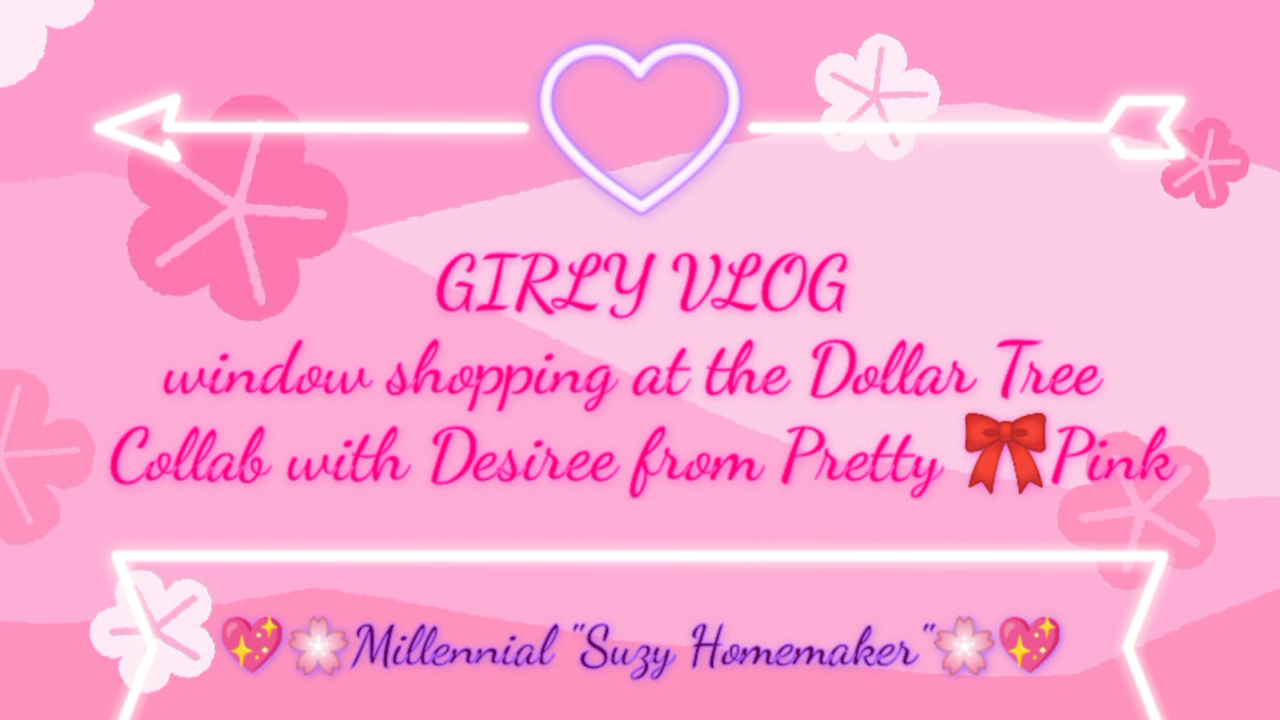 GIRLY VLOG
window shopping at the Dollar Tree
Collab with Desiree from Pretty 🎀Pink
💖🌸Millennial "Suzy Homemaker"🌸💖